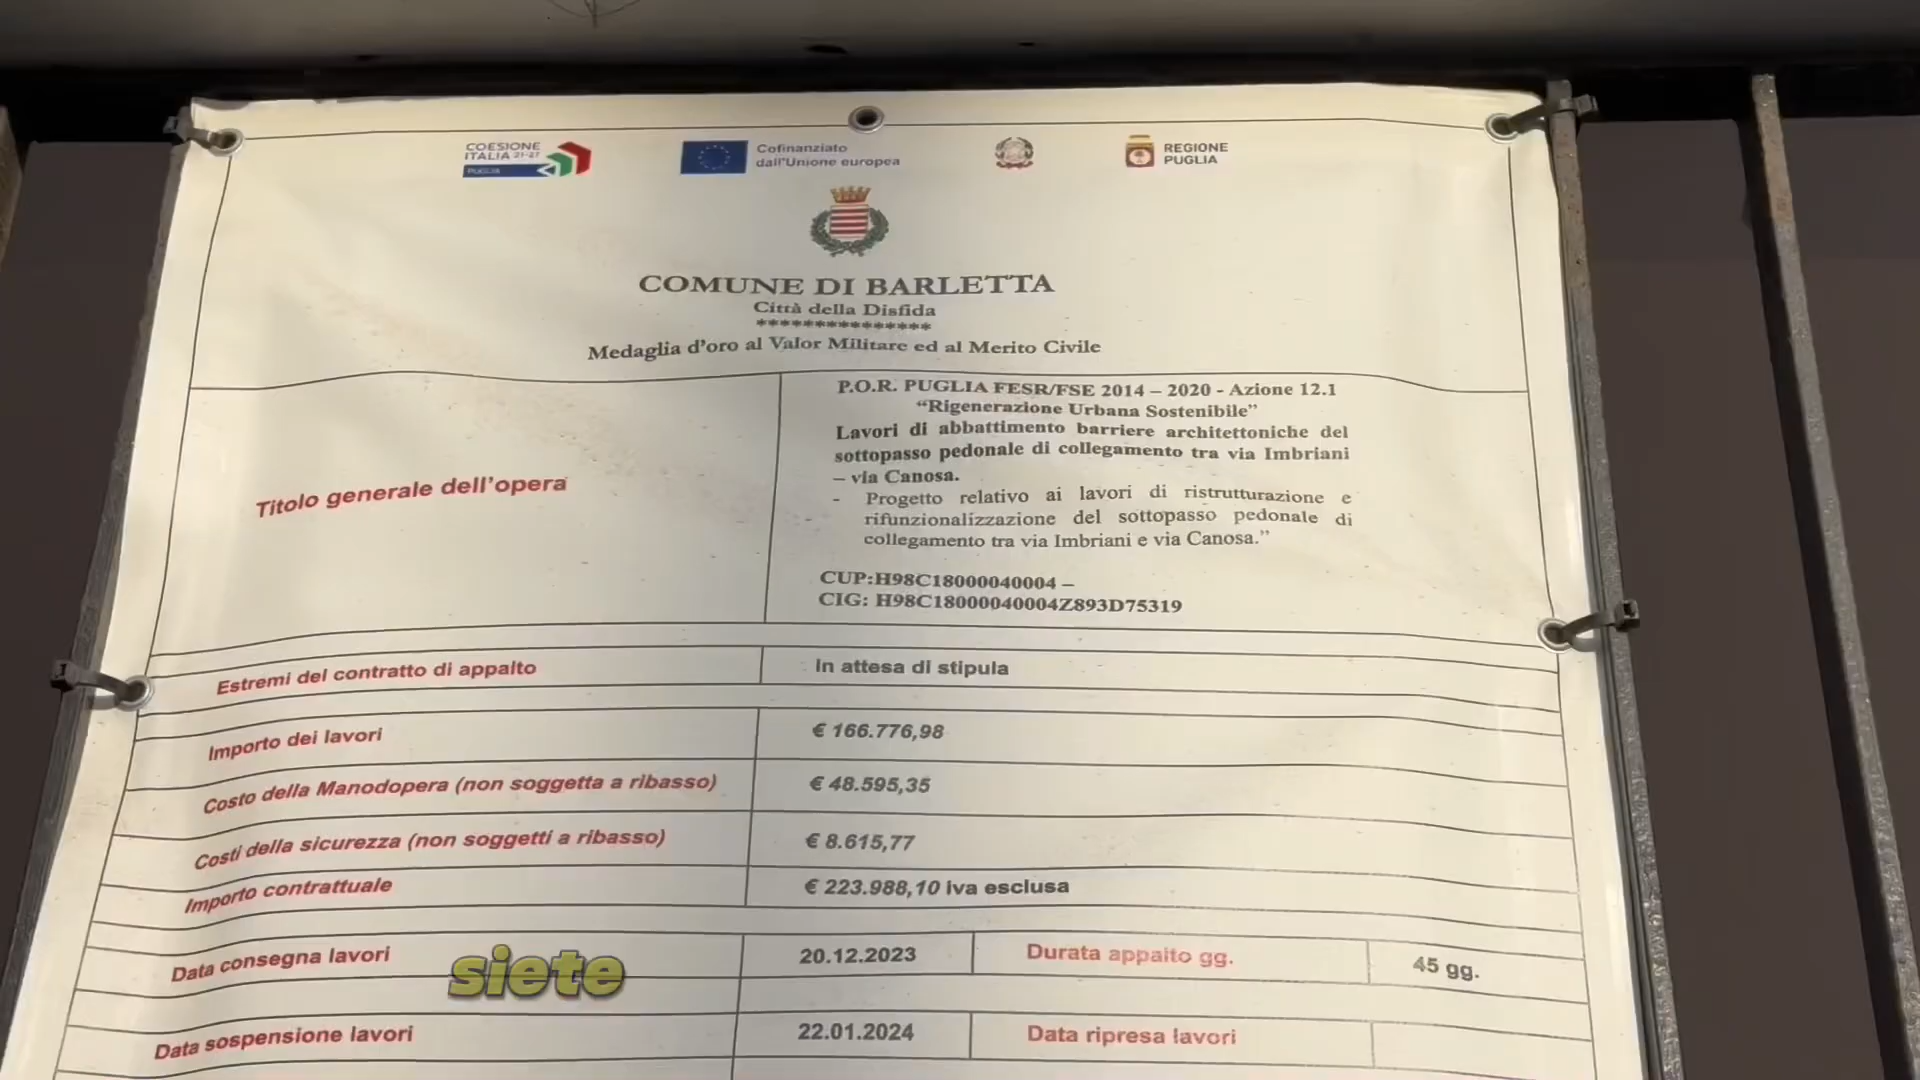 COESIONE
ITALIA 21-27
PUGLIA
Cofinanziato
dall'Unione europea
REGIONE
PUGLIA
COMUNE DI BARLETTA
Città della Disfida
***************
Medaglia d'oro al Valor Militare ed al Merito Civile
Titolo generale dell'opera
P.O.R. PUGLIA FESR/FSE 2014 – 2020 - Azione 12.1
“Rigenerazione Urbana Sostenibile”
Lavori di abbattimento barriere architettoniche del
sottopasso pedonale di collegamento tra via Imbriani
– via Canosa.
- Progetto relativo ai lavori di ristrutturazione e
rifunzionalizzazione del sottopasso pedonale di
collegamento tra via Imbriani e via Canosa.”
CUP:H98C18000040004 –
CIG: H98C18000040004Z893D75319
Estremi del contratto di appalto In attesa di stipula
Importo dei lavori € 166.776,98
Costo della Manodopera (non soggetta a ribasso) € 48.595,35
Costi della sicurezza (non soggetti a ribasso) € 8.615,77
Importo contrattuale € 223.988,10 iva esclusa
Data consegna lavori 20.12.2023 Durata appalto gg. 45 gg.
siete
Data sospensione lavori 22.01.2024 Data ripresa lavori